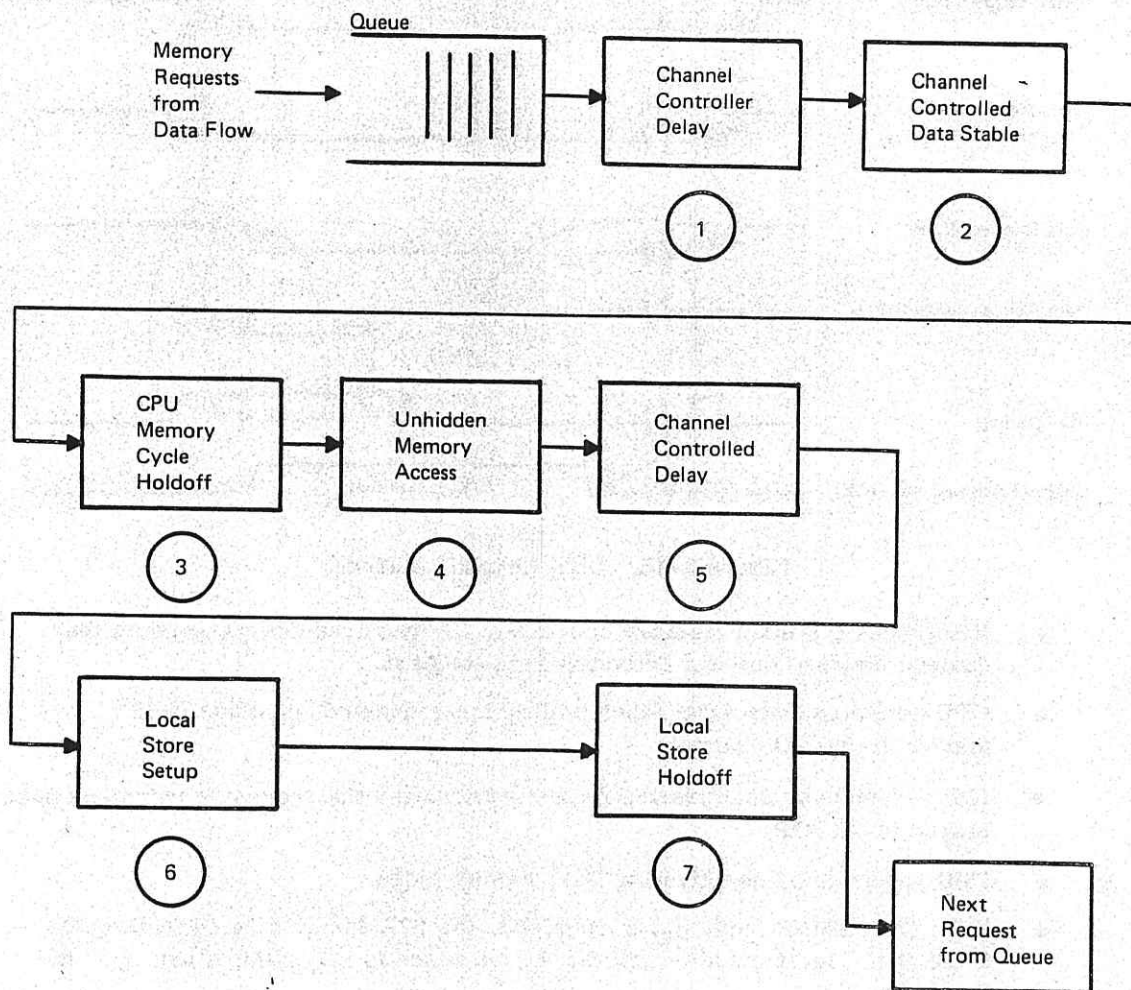 Queue
Memory
Requests
from
Data Flow
Channel
Controller
Delay
Channel
Controlled
Data Stable
1
2
CPU
Memory
Cycle
Holdoff
Unhidden
Memory
Access
Channel
Controlled
Delay
3
4
5
Local
Store
Setup
Local
Store
Holdoff
6
7
Next
Request
from Queue